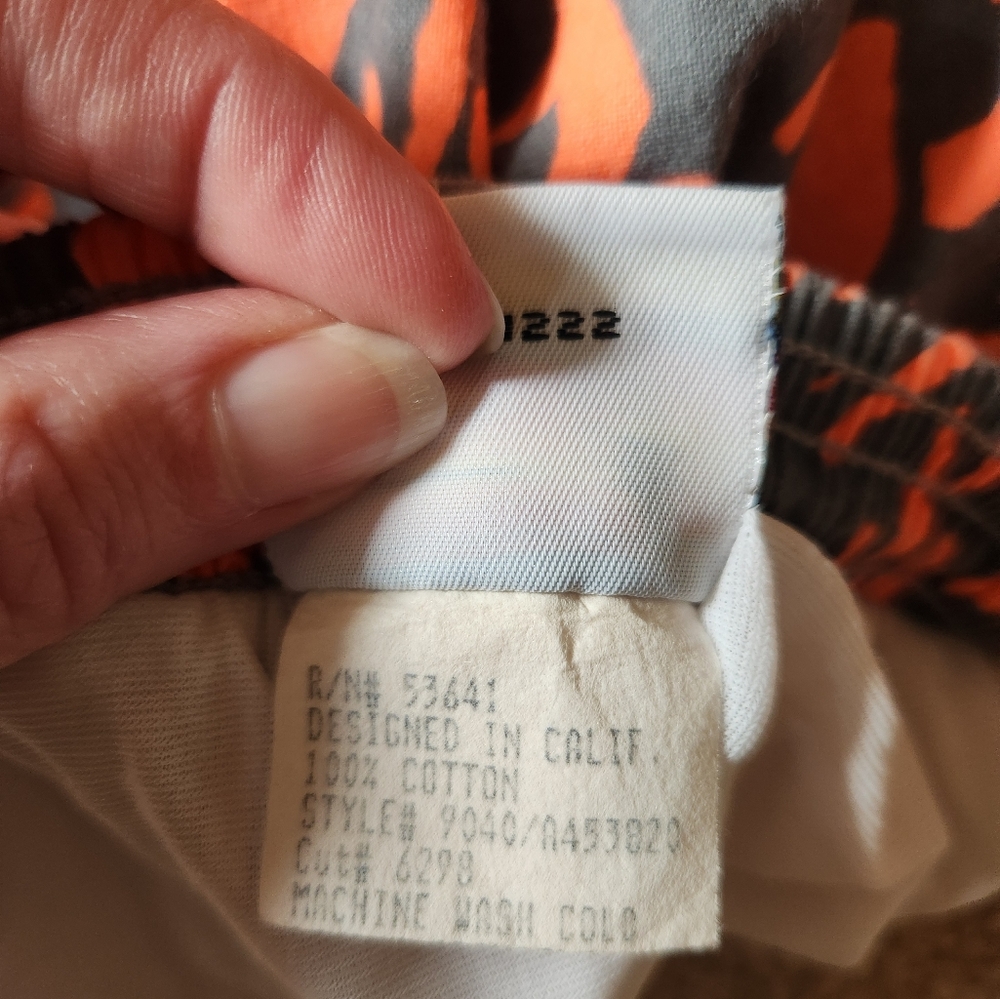 1222
R/N# 53641
DESIGNED IN CALIF.
100% COTTON
STYLE# 9040/A453820
Cut# 6298
MACHINE WASH COLD